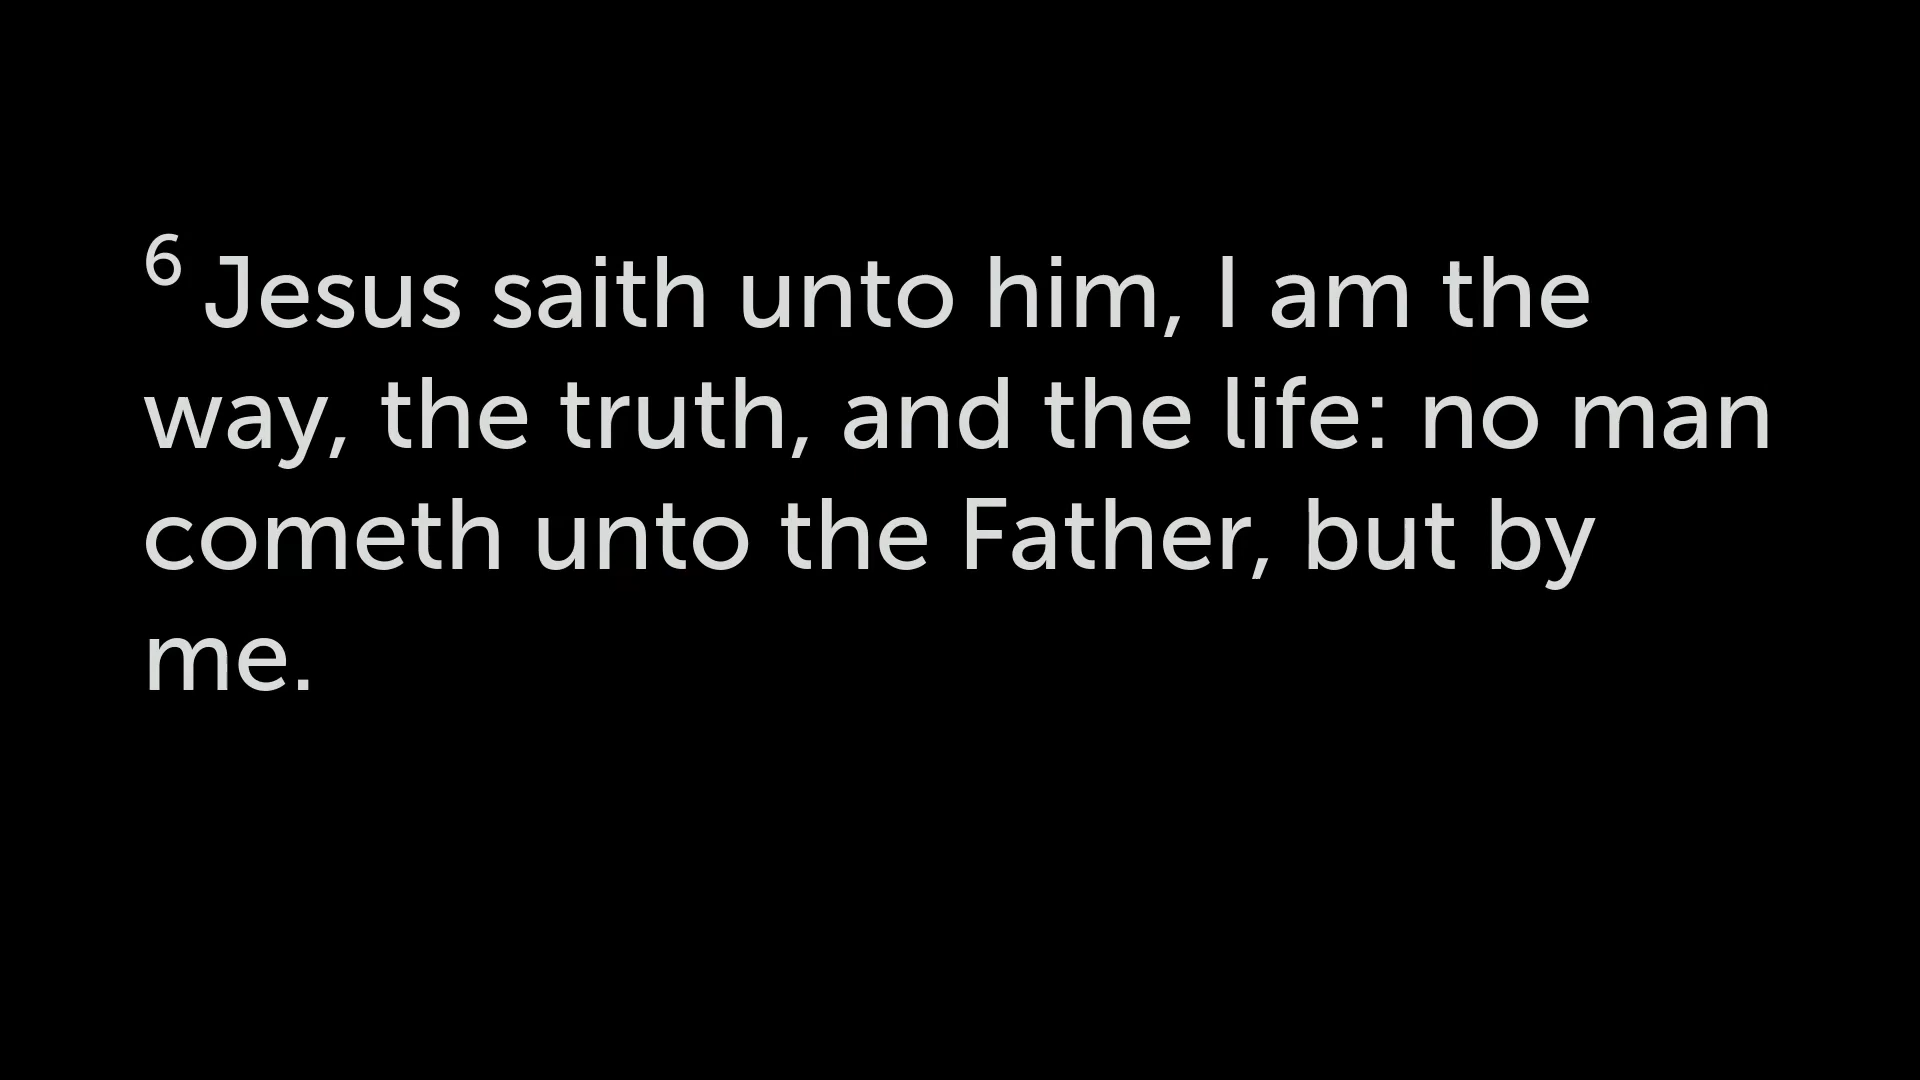 6 Jesus saith unto him, I am the
way, the truth, and the life: no man
cometh unto the Father, but by
me.